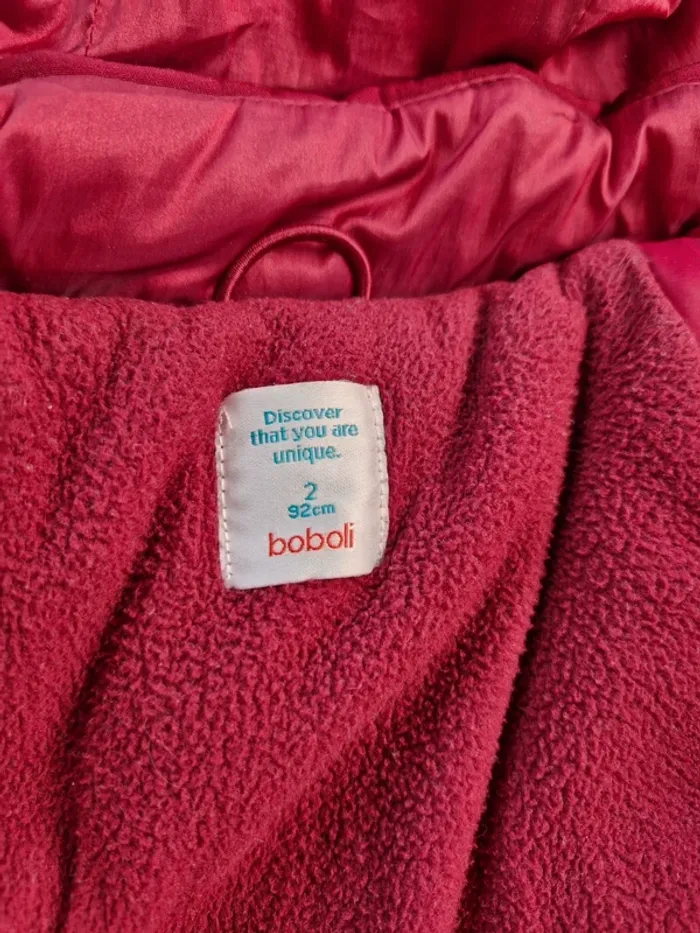 Discover
that you are
unique.
2
92cm
boboli